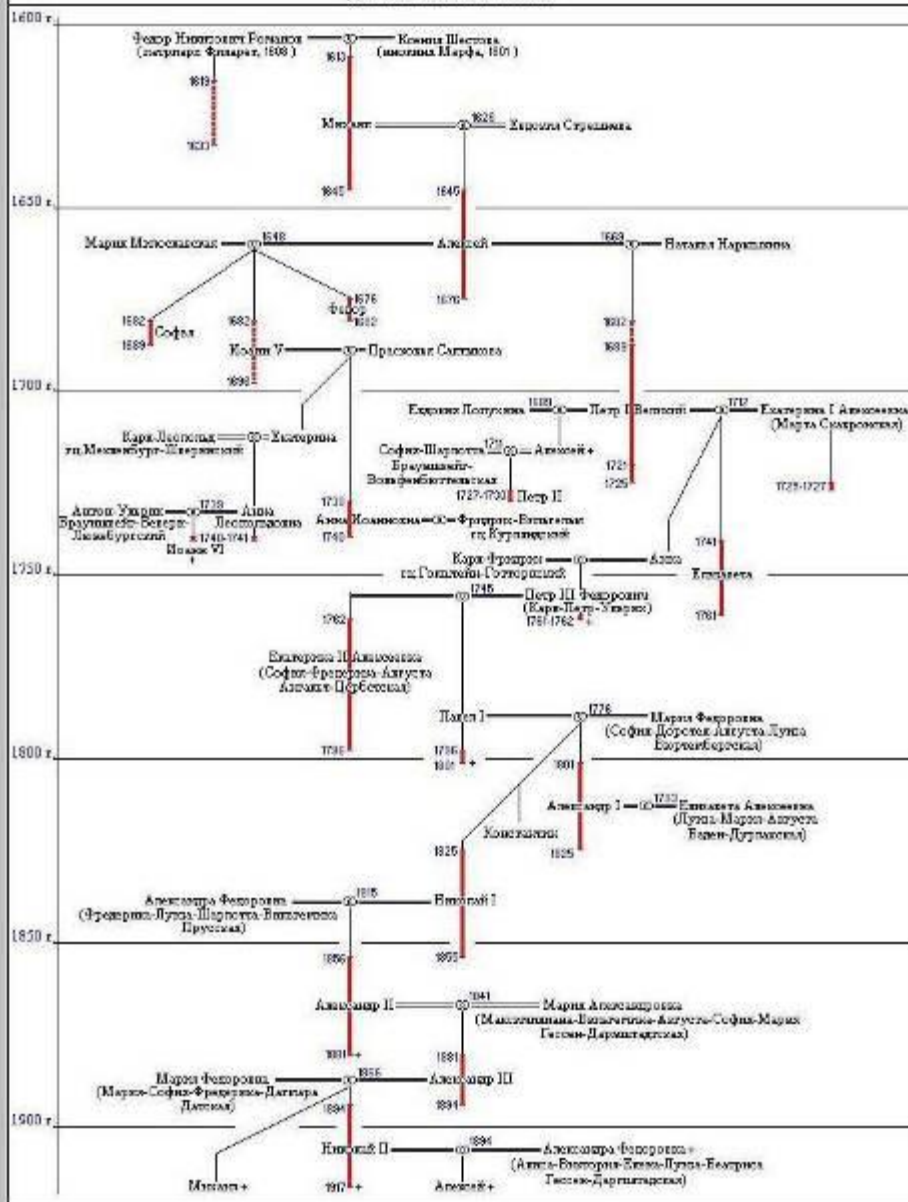 1600 г.
Федор Никитович Романов
(патриарх Филарет, 1608)
Ксения Шестова
(инокиня Марфа, 1601)
1613
1619
1633
Михаил
1626
Евдокия Стрешнева
1645
1645
1650 г.
Мария Милославская
1648
Алексей
1669
Наталья Нарышкина
1676
1676
Федор
1682
1682
Софья
1689
1682
Иоанн V
1696
Прасковья Салтыкова
1682
1689
1700 г.
Евдокия Лопухина
1689
Петр I Великий
1712
Екатерина I Алексеевна
(Марта Скавронская)
Карл-Леопольд
гц.Мекленбург-Шверинский
Екатерина
София-Шарлотта
Брауншвейг-
Вольфенбюттельская
1711
Алексей+
1721
1725
1727-1730
Петр II
Антон-Ульрих
Брауншвейг-Беверн-
Люнебургский
1739
Анна
Леопольдовна
1740-1741
Иоанн VI
+
1730
Анна Иоанновна
1740
Фридрих-Вильгельм
гц Курляндский
Карл-Фридрих
гц Гольштейн-Готторпский
Анна
1741
Елизавета
1761
1750 г.
1745
Петр III Федорович
(Карл-Петр-Ульрих)
1761-1762 +
1762
Екатерина II Алексеевна
(София-Фредерика-Августа
Ангальт-Цербстская)
1796
Павел I
1776
Мария Федоровна
(София-Доротея-Августа-Луиза
Вюртембергская)
1796
1801 +
1800 г.
1801
Александр I
1793
Елизавета Алексеевна
(Луиза-Мария-Августа
Баден-Дурлахская)
Константин
1825
1825
Александра Федоровна
(Фредерика-Луиза-Шарлотта-Вильгельмина
Прусская)
Николай I
1850 г.
1855
Александр II
1841
Мария Александровна
(Максимилиана-Вильгельмина-Августа-София-Мария
Гессен-Дармштадтская)
1881 +
1881
Мария Федоровна
(Мария-София-Фредерика-Дагмара
Датская)
1866
Александр III
1894
1894
1900 г.
Николай II
1894
Александра Федоровна+
(Алиса-Виктория-Елена-Луиза-Беатриса
Гессен-Дармштадтская)
Михаил+
1917 +
Алексей+